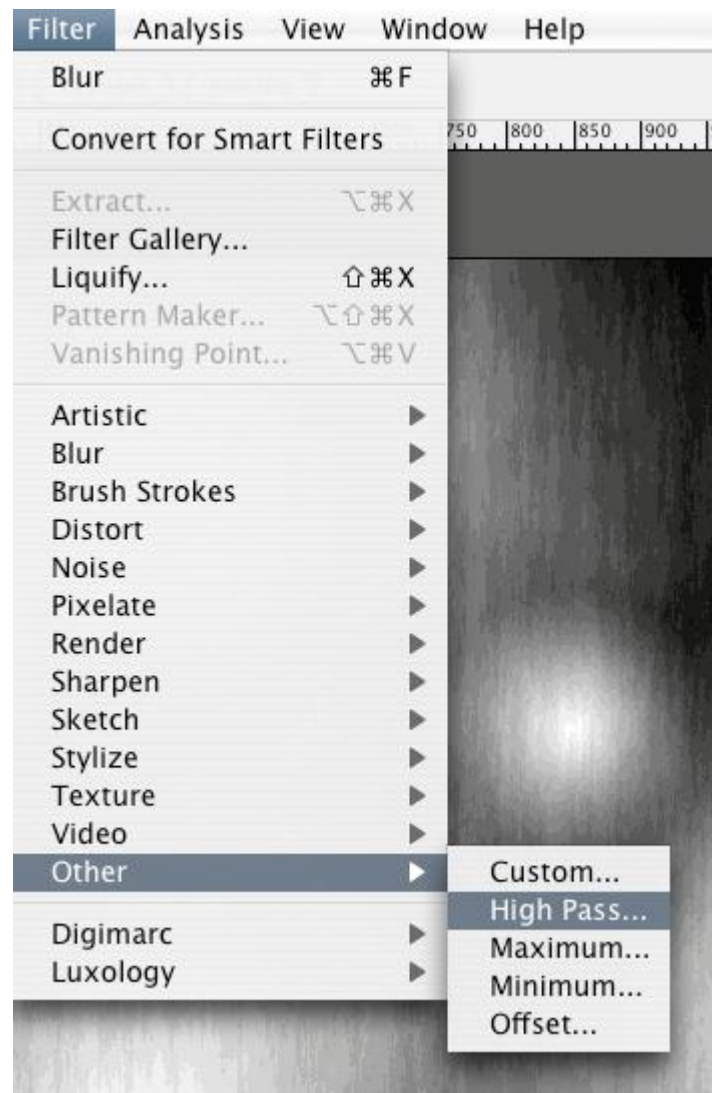 Filter Analysis View Window Help
Blur ⌘F
Convert for Smart Filters
750 800 850 900
Extract... ⌥⌘X
Filter Gallery...
Liquify... ⇧⌘X
Pattern Maker... ⌥⇧⌘X
Vanishing Point... ⌥⌘V
Artistic
Blur
Brush Strokes
Distort
Noise
Pixelate
Render
Sharpen
Sketch
Stylize
Texture
Video
Other
Custom...
High Pass...
Maximum...
Minimum...
Offset...
Digimarc
Luxology